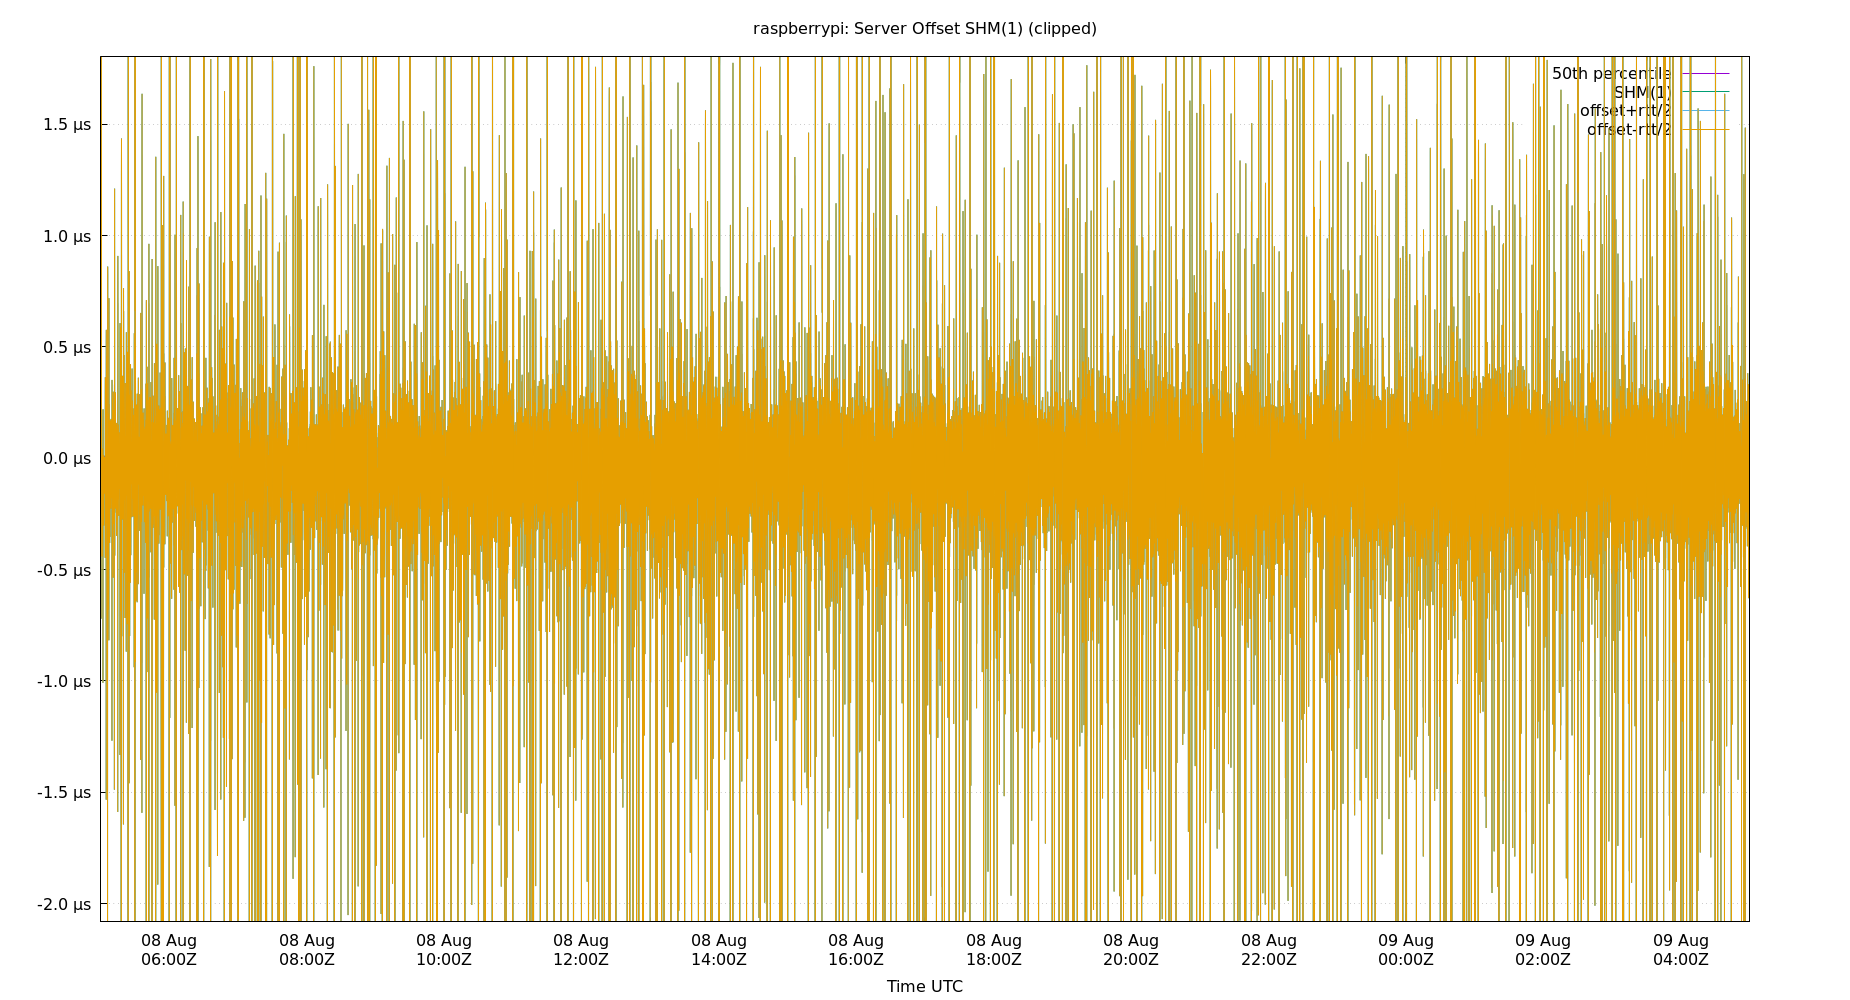 raspberrypi: Server Offset SHM(1) (clipped)
50th percentile
SHM(1)
offset+rtt/2
offset-rtt/2
1.5 µs
1.0 µs
0.5 µs
0.0 µs
-0.5 µs
-1.0 µs
-1.5 µs
-2.0 µs
08 Aug 08 Aug 08 Aug 08 Aug 08 Aug 08 Aug 08 Aug 08 Aug 08 Aug 09 Aug 09 Aug 09 Aug
06:00Z 08:00Z 10:00Z 12:00Z 14:00Z 16:00Z 18:00Z 20:00Z 22:00Z 00:00Z 02:00Z 04:00Z
Time UTC